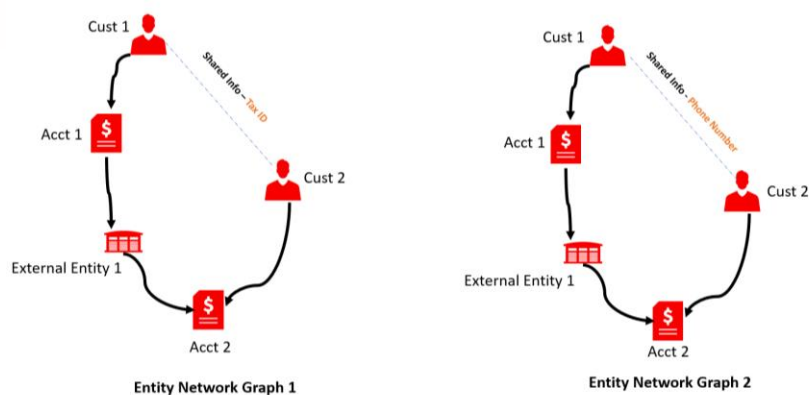 Cust 1
Shared Info – Tax ID
Acct 1
$
Cust 2
External Entity 1
$
Acct 2
Entity Network Graph 1
Cust 1
Shared Info - Phone Number
Acct 1
$
Cust 2
External Entity 1
$
Acct 2
Entity Network Graph 2